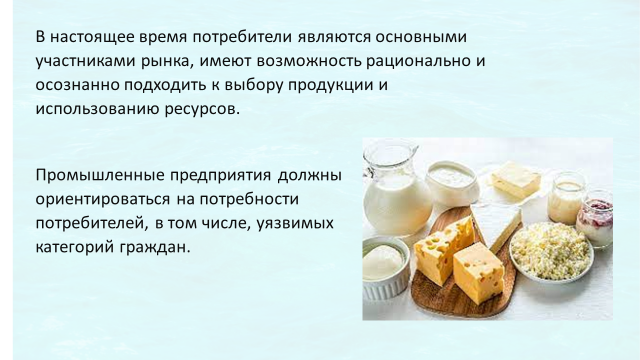 В настоящее время потребители являются основными
участниками рынка, имеют возможность рационально и
осознанно подходить к выбору продукции и
использованию ресурсов.
Промышленные предприятия должны
ориентироваться на потребности
потребителей, в том числе, уязвимых
категорий граждан.